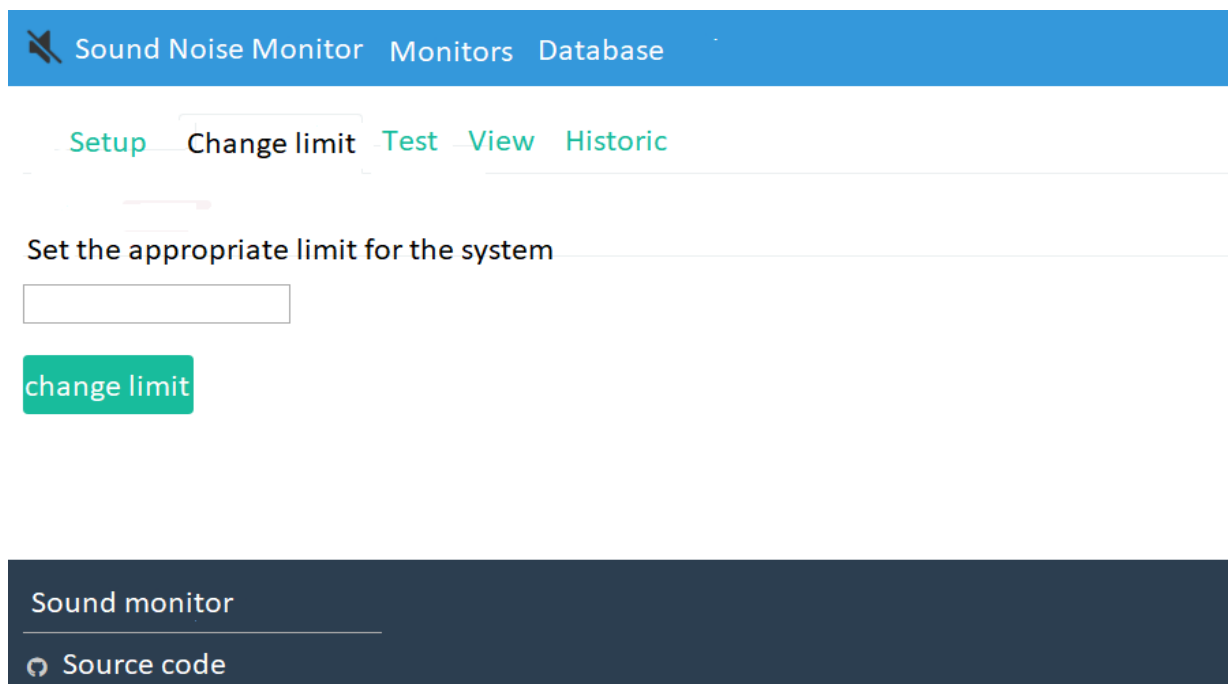 Sound Noise Monitor Monitors Database
Setup Change limit Test View Historic
Set the appropriate limit for the system
change limit
Sound monitor
Source code